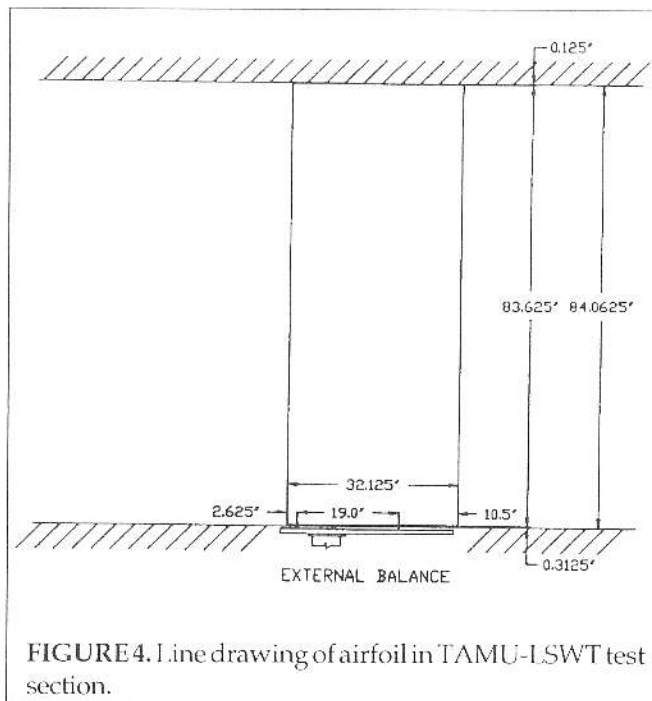 0.125"
83.625" 84.0625"
32.125"
2.625" 19.0" 10.5"
0.3125"
EXTERNAL BALANCE
FIGURE 4. Line drawing of airfoil in TAMU-LSWT test
section.